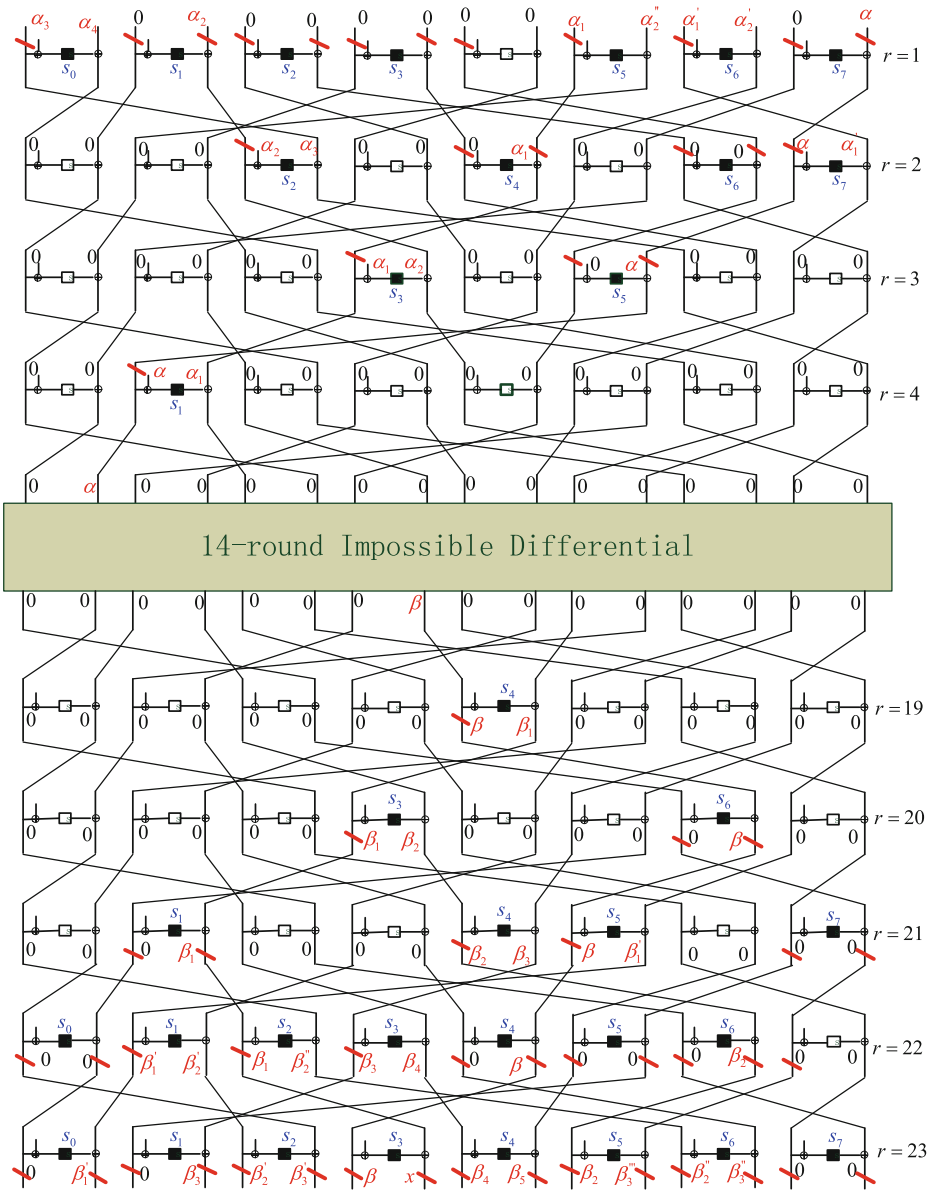 α₃ α₄ 0 α₂ 0 0 0 0 0 0 α₁ α₂'' α₁' α₂' 0 α
s₀ s₁ s₂ s₃ s₅ s₆ s₇ r = 1
0 0 0 0 α₂ α₃ 0 0 0 α₁ 0 0 0 0 α α₁'
s₂ s₄ s₆ s₇ r = 2
0 0 0 0 0 0 α₁ α₂ 0 0 0 α 0 0 0 0
s₃ s₅ r = 3
0 0 α α₁ 0 0 0 0 0 0 0 0 0 0 0 0
s₁ r = 4
0 α 0 0 0 0 0 0 0 0 0 0 0 0 0 0
14-round Impossible Differential
0 0 0 0 0 0 0 β 0 0 0 0 0 0 0 0
s₄ r = 19
0 0 0 0 0 0 0 0 β β₁ 0 0 0 0 0 0
s₃ s₆ r = 20
0 0 0 0 0 0 β₁ β₂ 0 0 0 0 0 β 0 0
s₁ s₄ s₅ s₇ r = 21
0 0 0 β₁ 0 0 0 0 β₂ β₃ β β₁' 0 0 0 0
s₀ s₁ s₂ s₃ s₄ s₅ s₆ r = 22
0 0 β₁' β₂' β₁ β₂'' β₃ β₄ 0 β 0 0 0 β₂ 0 0
s₀ s₁ s₂ s₃ s₄ s₅ s₆ s₇ r = 23
0 β₁' 0 β₃ β₂' β₃' β x β₄ β₅ β₂ β₃''' β₂'' β₃'' 0 0